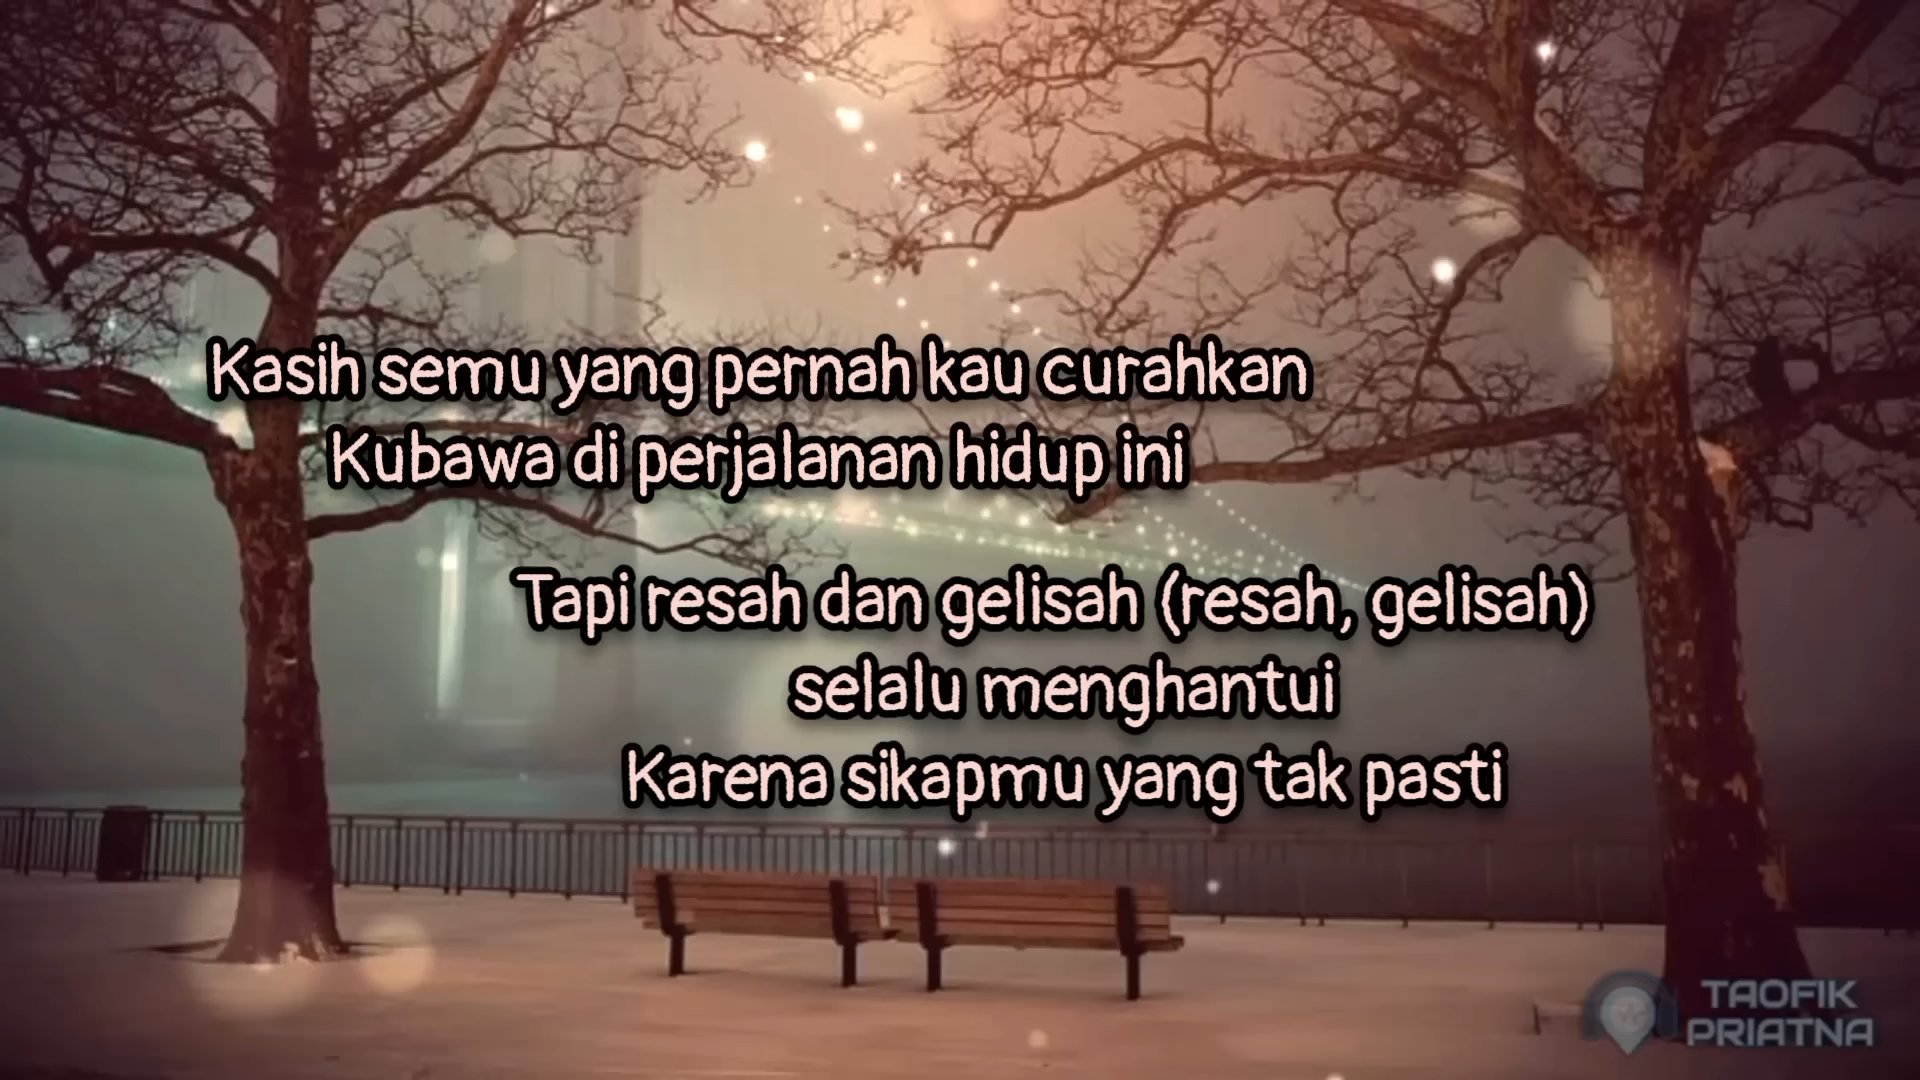 Kasih semu yang pernah kau curahkan
Kubawa di perjalanan hidup ini
Tapi resah dan gelisah (resah, gelisah)
selalu menghantui
Karena sikapmu yang tak pasti
TAOFIK
PRIATNA